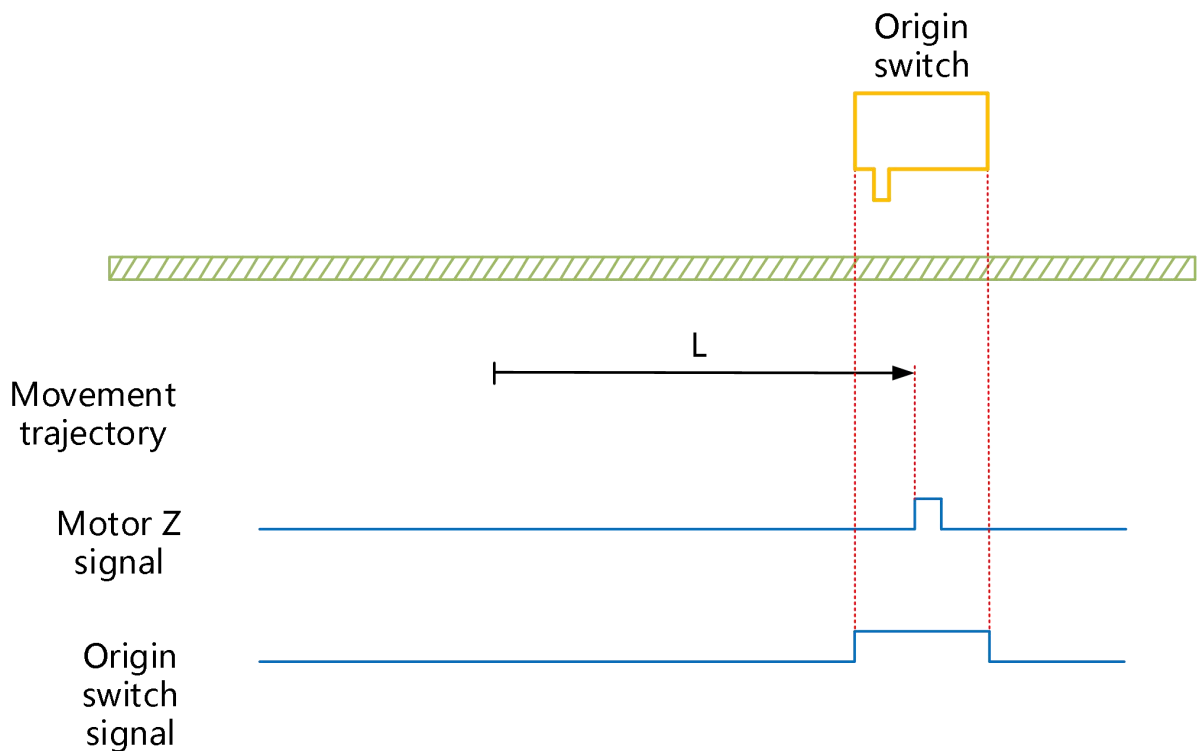 Origin
switch
L
Movement
trajectory
Motor Z
signal
Origin
switch
signal